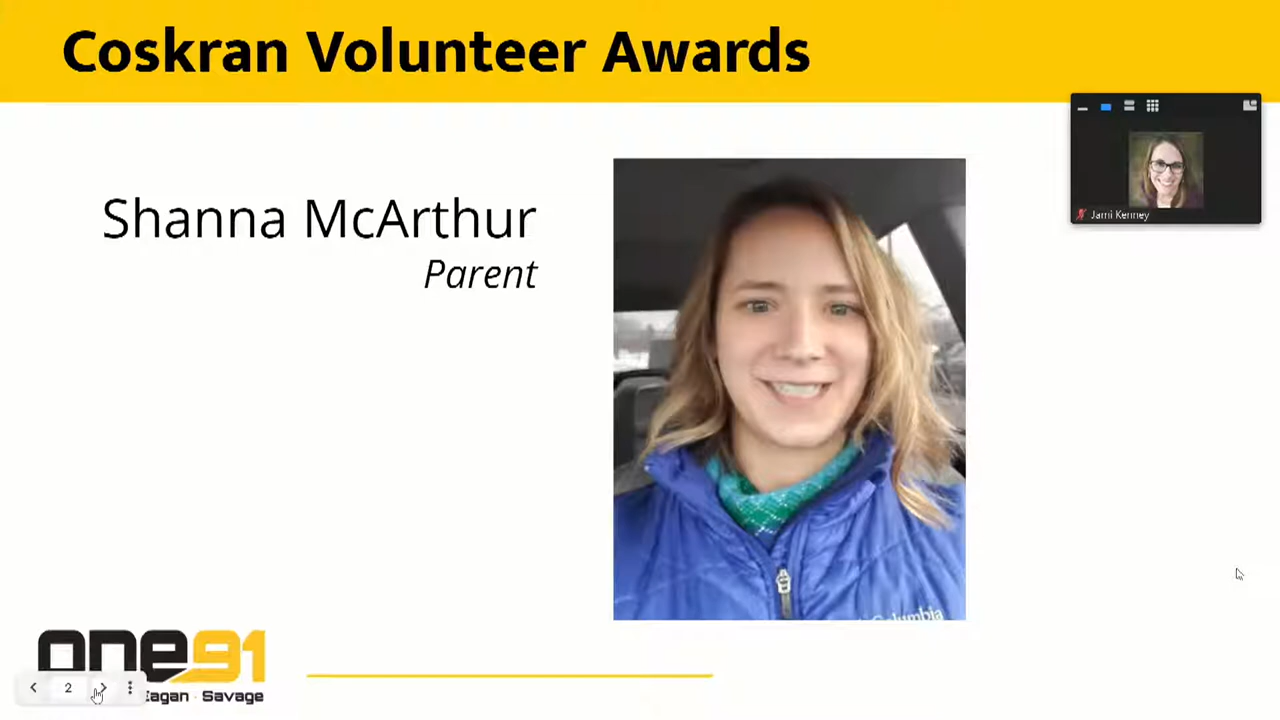 Coskran Volunteer Awards
Jami Kenney
Shanna McArthur
Parent
Columbia
one91
Eagan · Savage
2